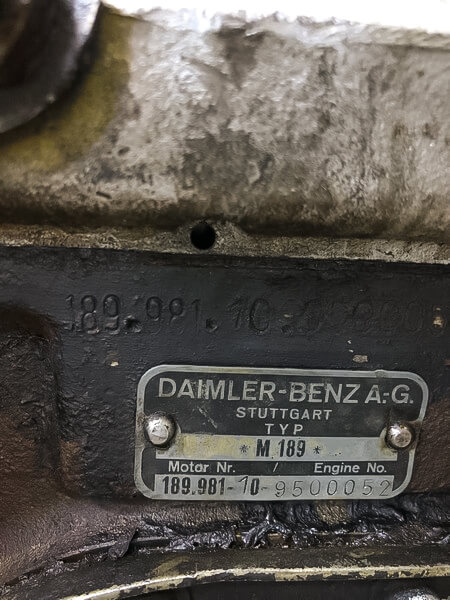 189.981.10
DAIMLER-BENZ A.-G.
STUTTGART
TYP
* M 189 *
Motor Nr. / Engine No.
189.981-10-9500052